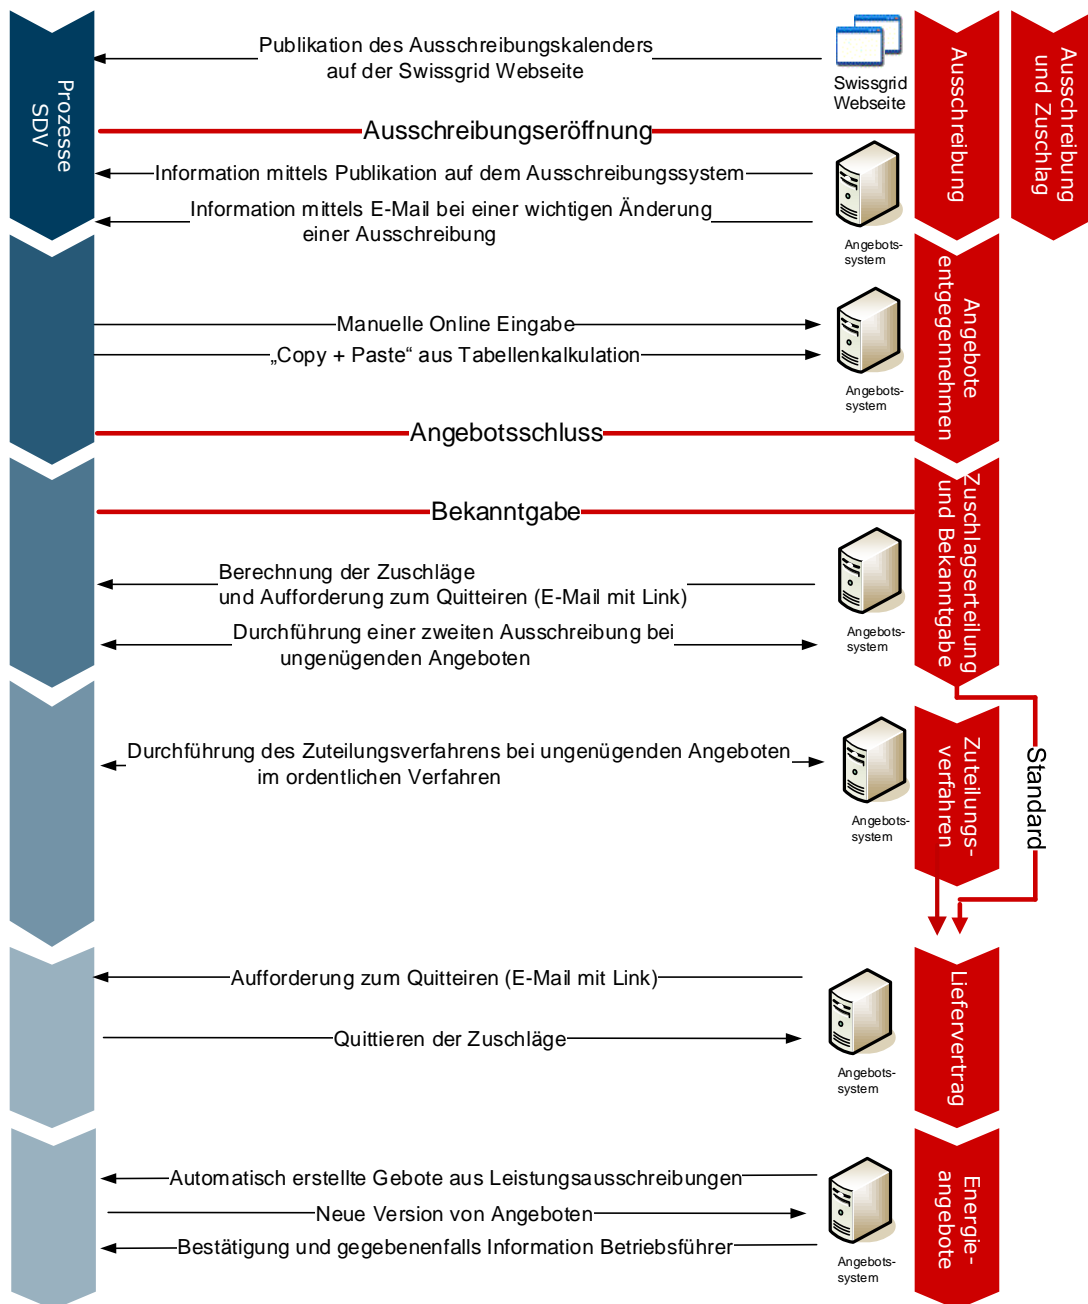 Prozesse
SDV
Publikation des Ausschreibungskalenders
auf der Swissgrid Webseite
Swissgrid
Webseite
Ausschreibung
Ausschreibung
und Zuschlag
Ausschreibungseröffnung
Information mittels Publikation auf dem Ausschreibungssystem
Information mittels E-Mail bei einer wichtigen Änderung
einer Ausschreibung
Angebots-
system
Manuelle Online Eingabe
„Copy + Paste“ aus Tabellenkalkulation
Angebots-
system
Angebote
entgegennehmen
Angebotsschluss
Bekanntgabe
Zuschlagserteilung
und Bekanntgabe
Berechnung der Zuschläge
und Aufforderung zum Quitteiren (E-Mail mit Link)
Durchführung einer zweiten Ausschreibung bei
ungenügenden Angeboten
Angebots-
system
Durchführung des Zuteilungsverfahrens bei ungenügenden Angeboten
im ordentlichen Verfahren
Angebots-
system
Zuteilungs-
verfahren
Standard
Aufforderung zum Quitteiren (E-Mail mit Link)
Quittieren der Zuschläge
Angebots-
system
Liefervertrag
Automatisch erstellte Gebote aus Leistungsausschreibungen
Neue Version von Angeboten
Bestätigung und gegebenenfalls Information Betriebsführer
Angebots-
system
Energie-
angebote